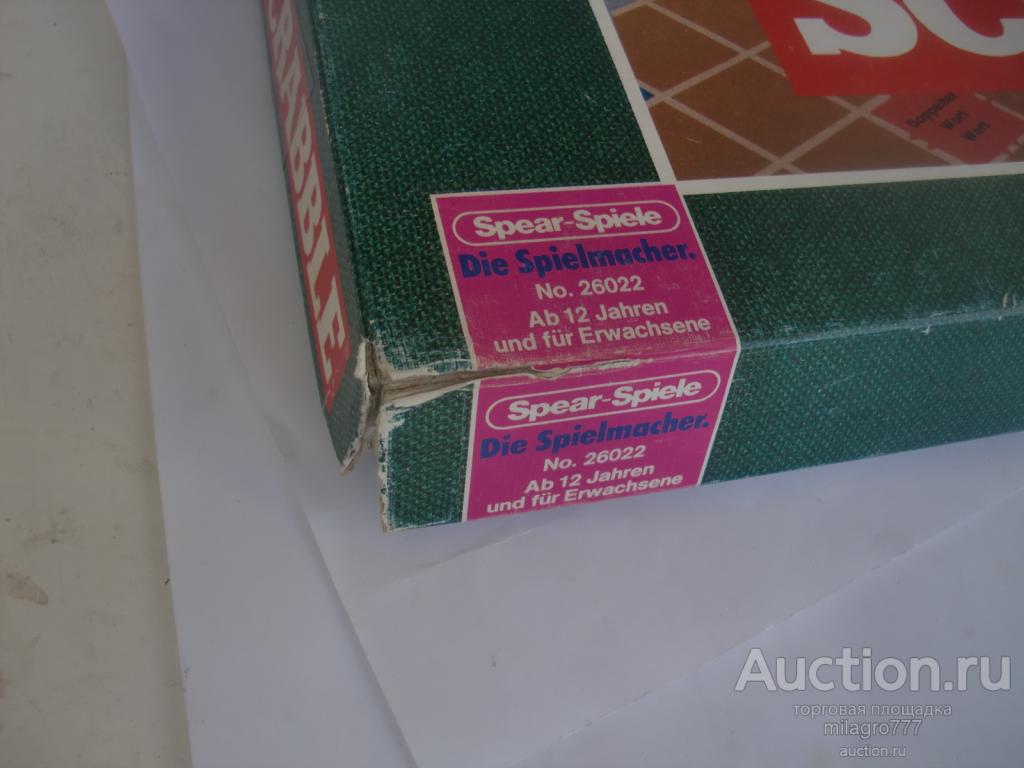 SCRABBLE
SC
Doppelter
Wort
Wert
Spear-Spiele
Die Spielmacher.
No. 26022
Ab 12 Jahren
und für Erwachsene
Spear-Spiele
Die Spielmacher.
No. 26022
Ab 12 Jahren
und für Erwachsene
Auction.ru
торговая площадка
milagro777
auction.ru